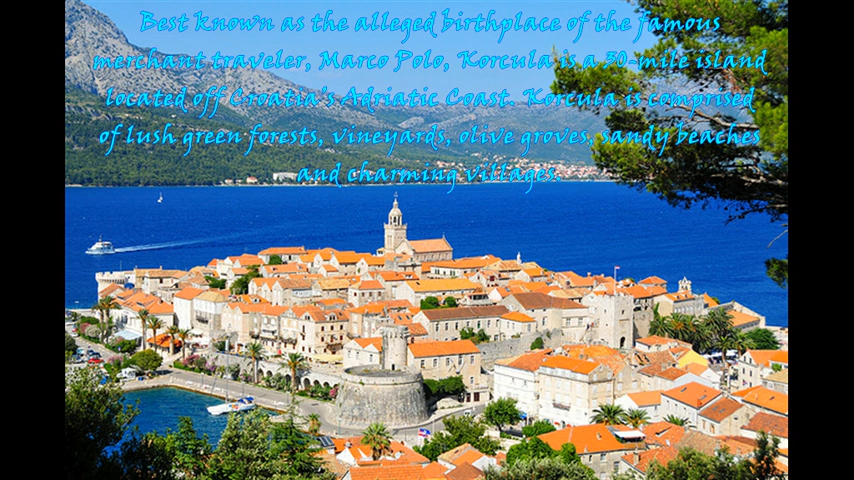 Best known as the alleged birthplace of the famous
merchant traveler, Marco Polo, Korcula is a 30-mile island
located off Croatia's Adriatic Coast. Korcula is comprised
of lush green forests, vineyards, olive groves, sandy beaches
and charming villages.